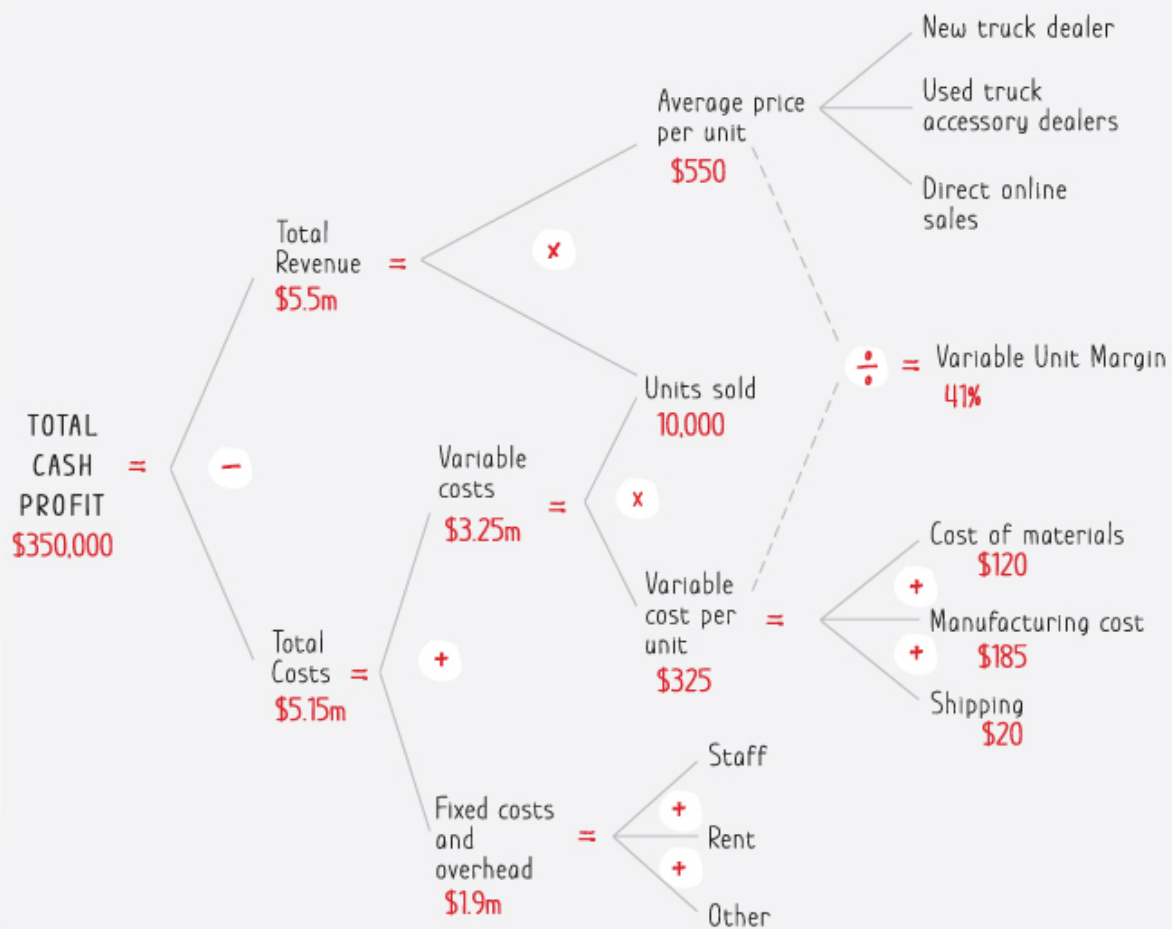 New truck dealer
Average price
per unit
$550
Used truck
accessory dealers
Direct online
sales
Total
Revenue =
$5.5m
x
÷ = Variable Unit Margin
41%
Units sold
10,000
TOTAL
CASH =
PROFIT
$350,000
−
Variable
costs =
$3.25m
x
Variable
cost per =
unit
$325
Cost of materials
$120
+
Manufacturing cost
$185
+
Shipping
$20
Total
Costs =
$5.15m
+
Fixed costs
and =
overhead
$1.9m
Staff
+
Rent
+
Other